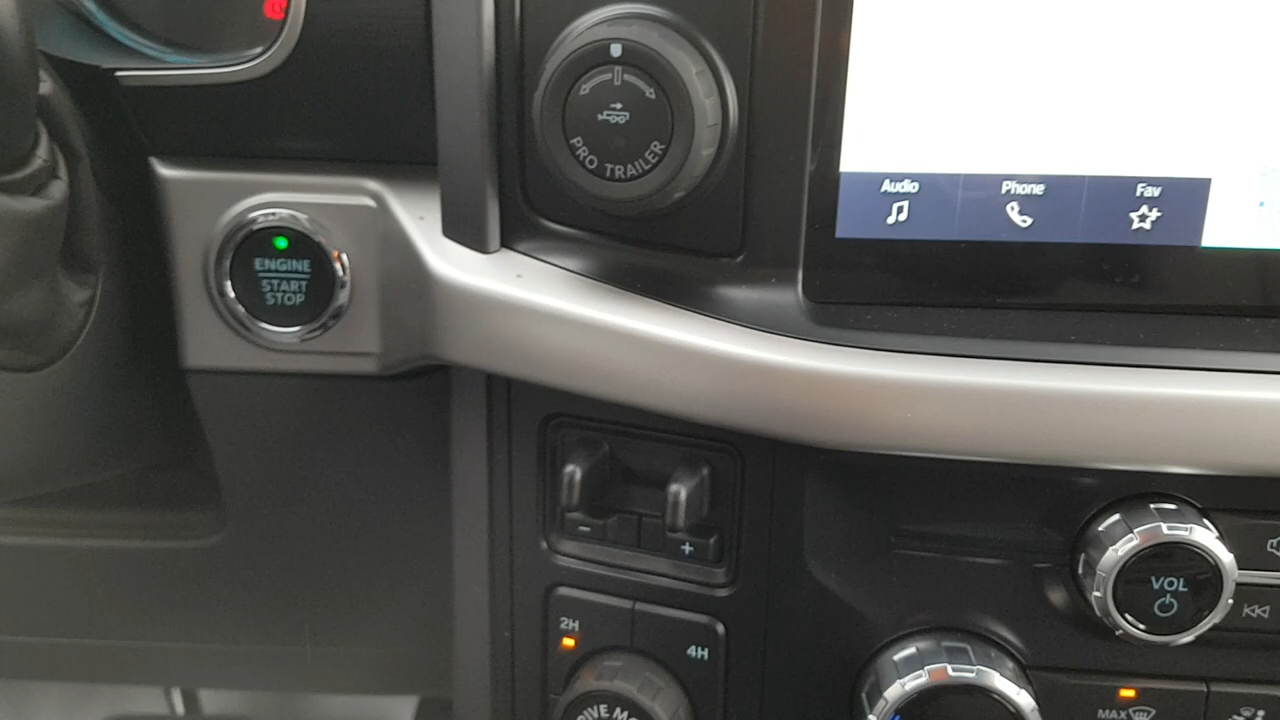 PRO TRAILER
Audio
Phone
Fav
ENGINE
START
STOP
-
+
2H
4H
VOL
MAX